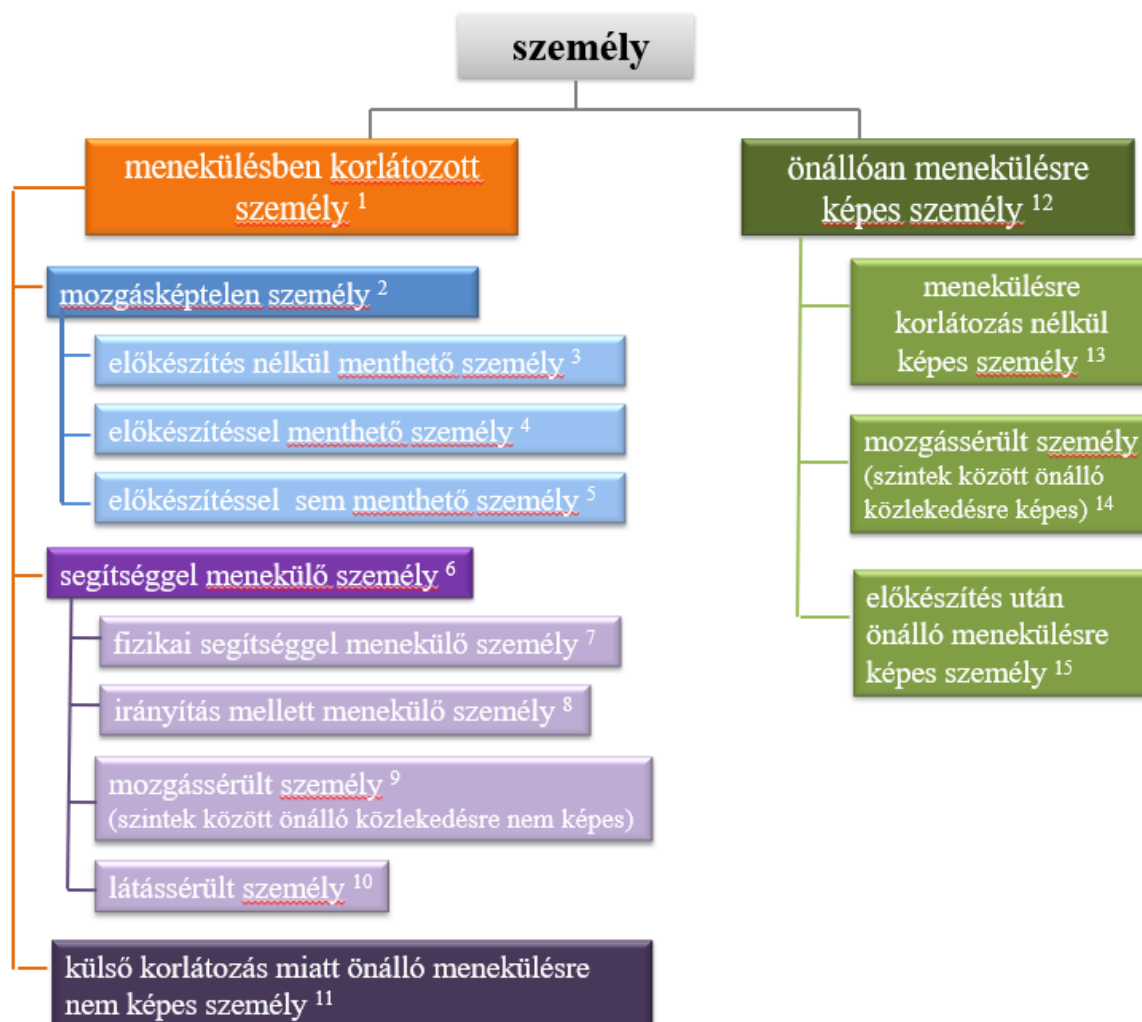 személy
menekülésben korlátozott
személy 1
mozgásképtelen személy 2
előkészítés nélkül menthető személy 3
előkészítéssel menthető személy 4
előkészítéssel  sem menthető személy 5
segítséggel menekülő személy 6
fizikai segítséggel menekülő személy 7
irányítás mellett menekülő személy 8
mozgássérült személy 9
(szintek között önálló közlekedésre nem képes)
látássérült személy 10
külső korlátozás miatt önálló menekülésre
nem képes személy 11
önállóan menekülésre
képes személy 12
menekülésre
korlátozás nélkül
képes személy 13
mozgássérült személy
(szintek között önálló
közlekedésre képes) 14
előkészítés után
önálló menekülésre
képes személy 15